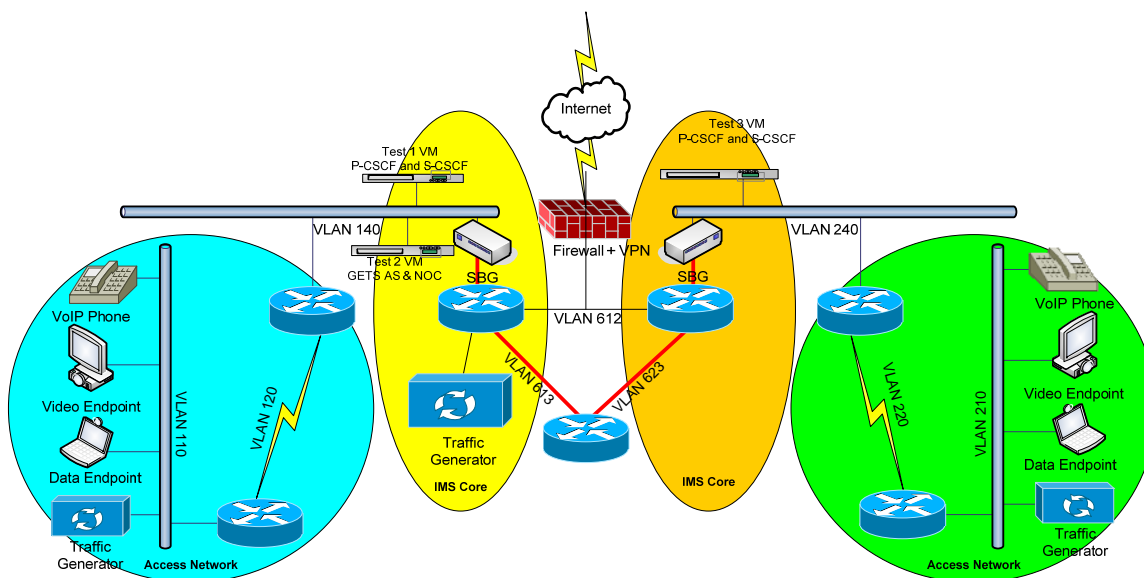 Internet
Test 1 VM
P-CSCF and S-CSCF
Test 3 VM
P-CSCF and S-CSCF
VLAN 140
Firewall + VPN
VLAN 240
Test 2 VM
GETS AS & NOC
SBG
SBG
VoIP Phone
VLAN 612
VoIP Phone
Video Endpoint
VLAN 110
VLAN 120
VLAN 613
VLAN 623
VLAN 220
VLAN 210
Video Endpoint
Data Endpoint
Traffic
Generator
Data Endpoint
IMS Core
IMS Core
Traffic
Generator
Access Network
Access Network
Traffic
Generator